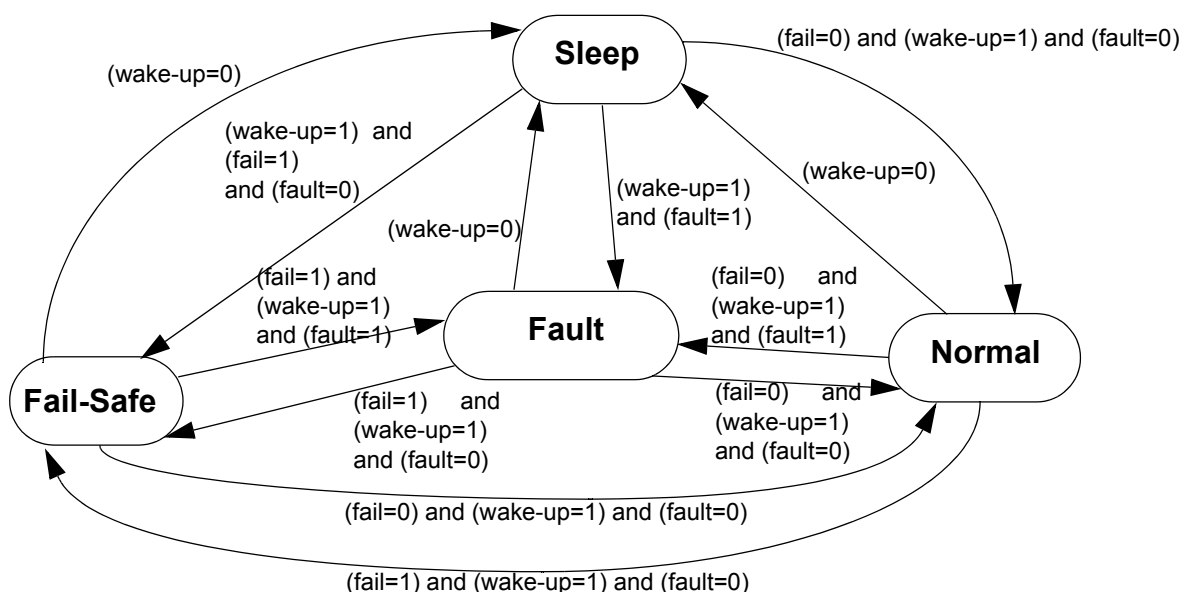 Sleep
(fail=0) and (wake-up=1) and (fault=0)
(wake-up=0)
(wake-up=1) and
(fail=1)
and (fault=0)
(wake-up=0)
(wake-up=1)
and (fault=1)
(wake-up=0)
(fail=1) and
(wake-up=1)
and (fault=1)
Fault
(fail=0) and
(wake-up=1)
and (fault=1)
Normal
Fail-Safe
(fail=1) and
(wake-up=1)
and (fault=0)
(fail=0) and
(wake-up=1)
and (fault=0)
(fail=0) and (wake-up=1) and (fault=0)
(fail=1) and (wake-up=1) and (fault=0)